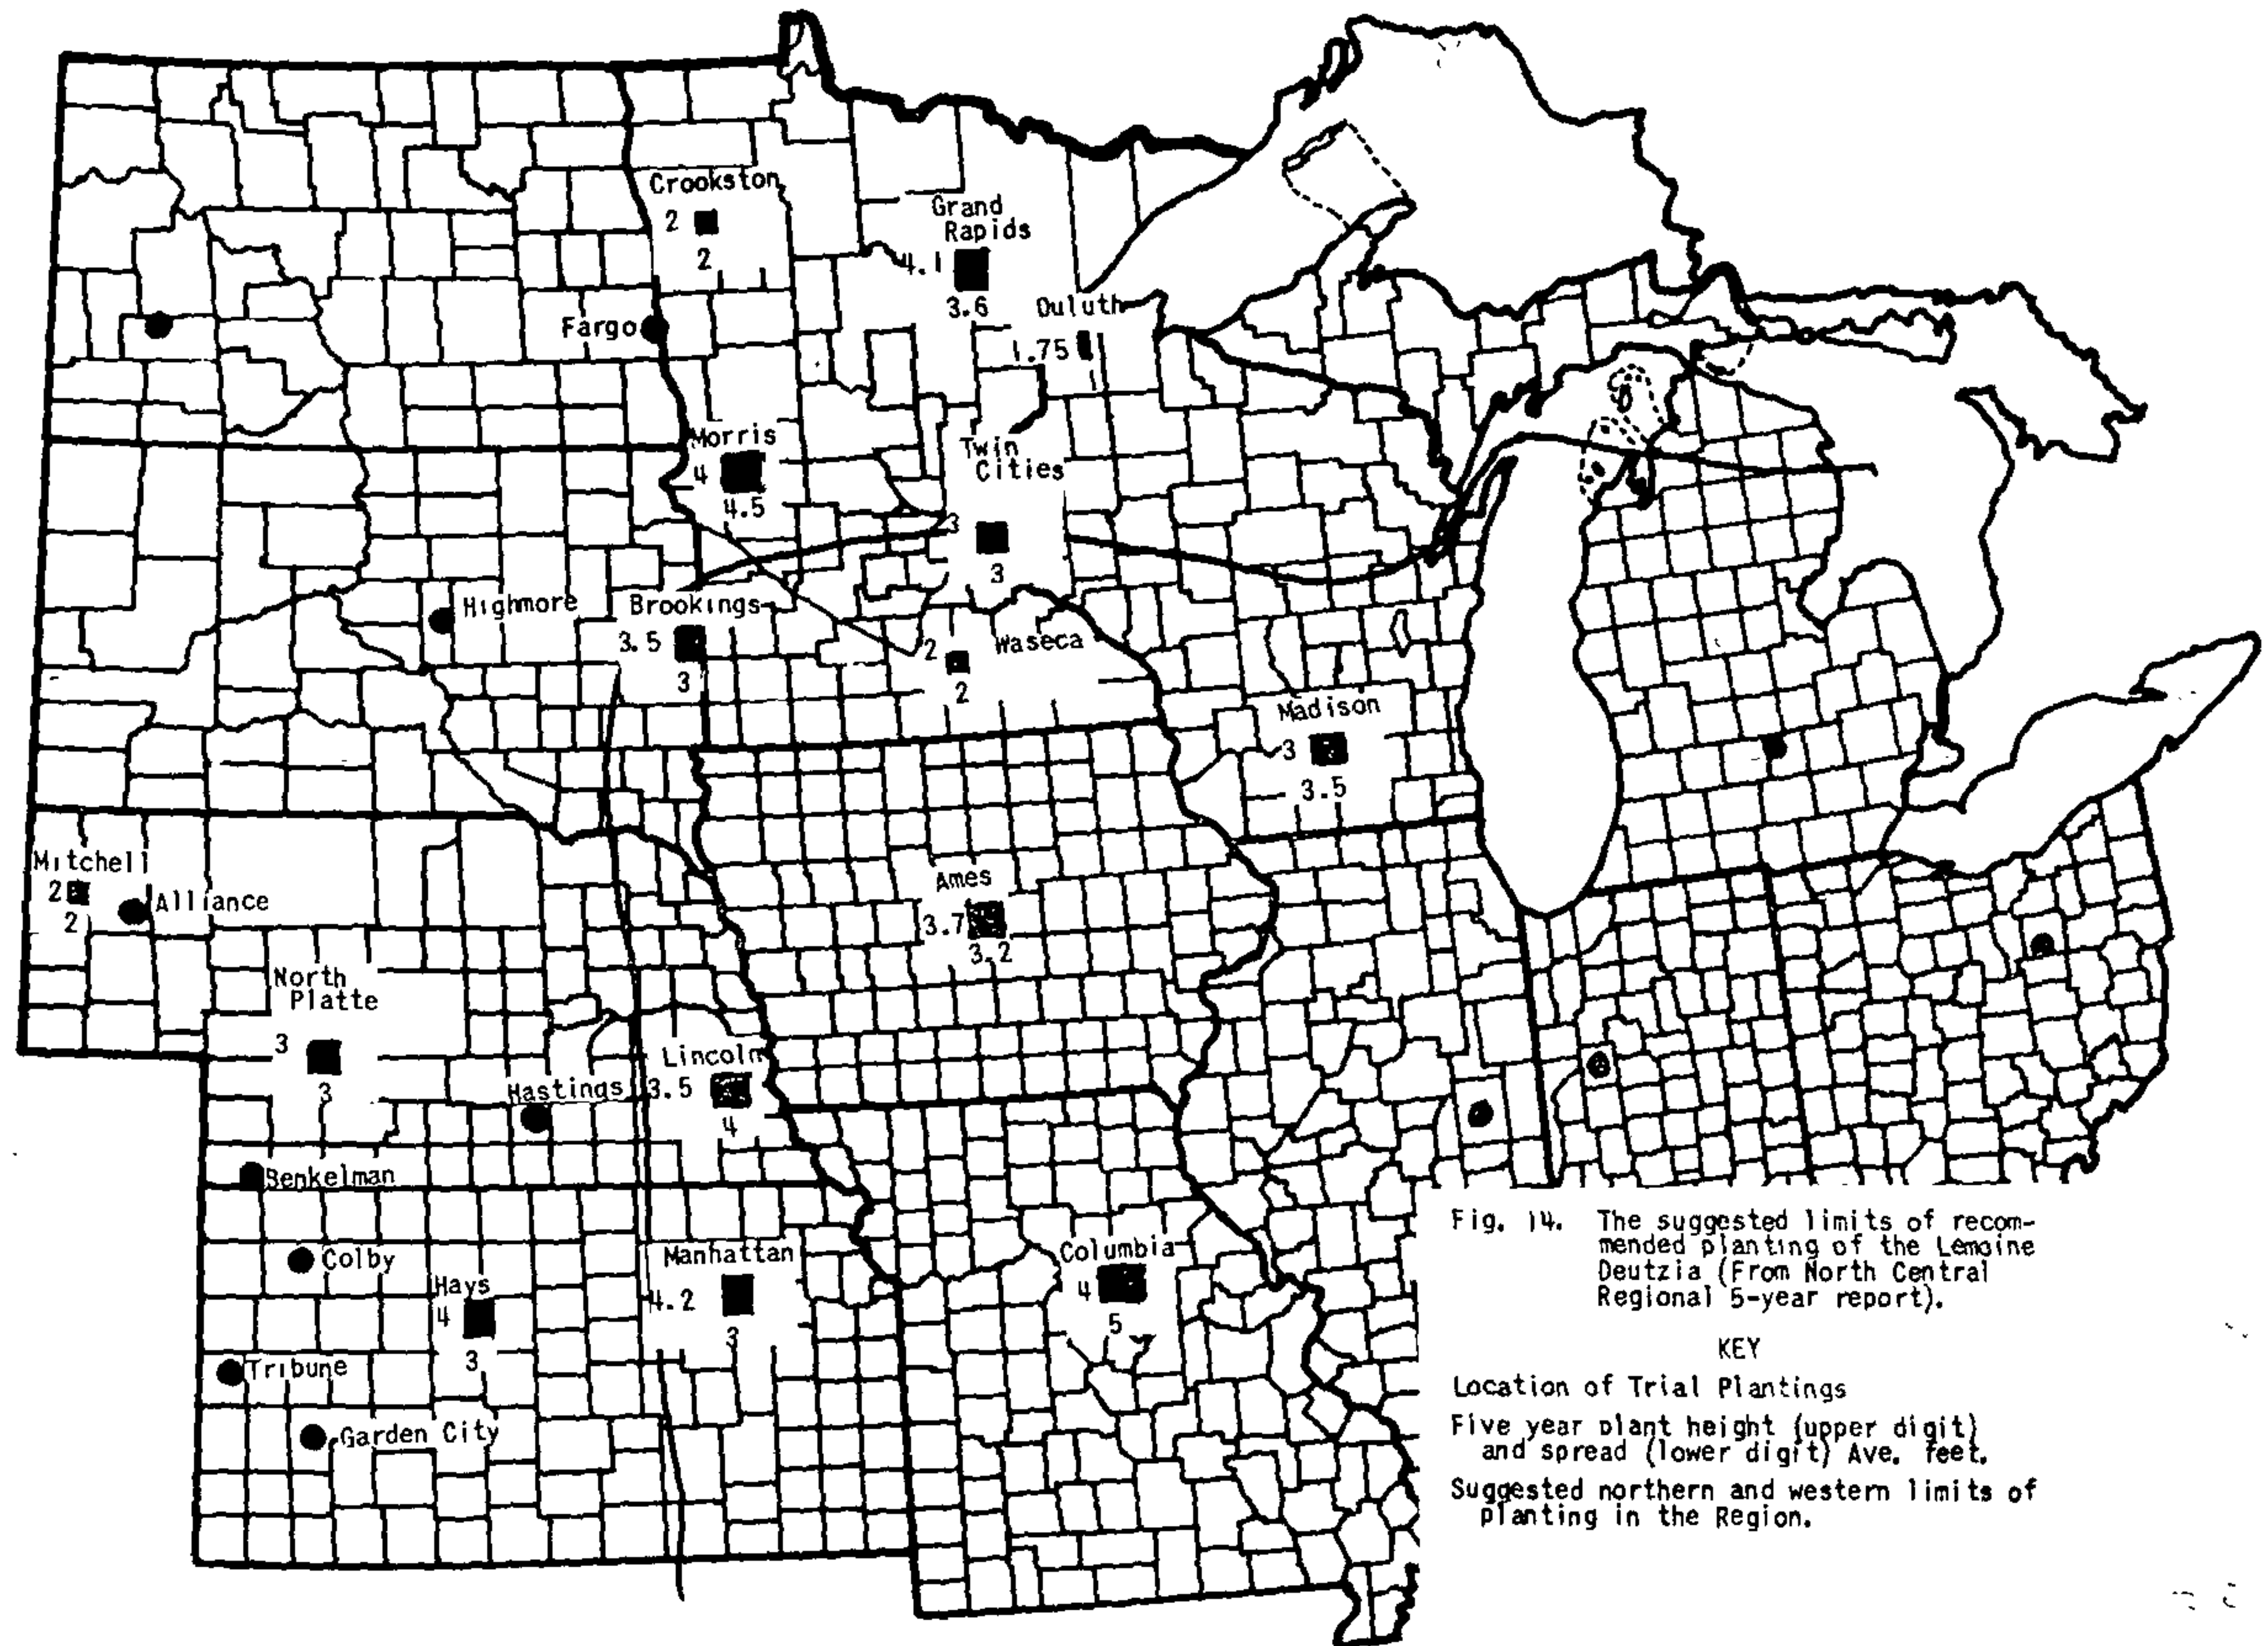 Crookston
2
2
Grand
Rapids
4.1
3.6
Duluth
1.75
1
Fargo
Morris
4
4.5
Twin
Cities
3
3
Highmore
Brookings
3.5
3
Waseca
2
2
Madison
3
3.5
Mitchell
2
2
Alliance
Ames
3.7
3.2
North
Platte
3
3
Lincoln
3.5
4
Hastings
Benkelman
Colby
Hays
4
3
Manhattan
4.2
3
Columbia
4
5
Tribune
Garden City
Fig. 14. The suggested limits of recom-
mended planting of the Lemoine
Deutzia (From North Central
Regional 5-year report).
KEY
Location of Trial Plantings
Five year plant height (upper digit)
and spread (lower digit) Ave. feet.
Suggested northern and western limits of
planting in the Region.